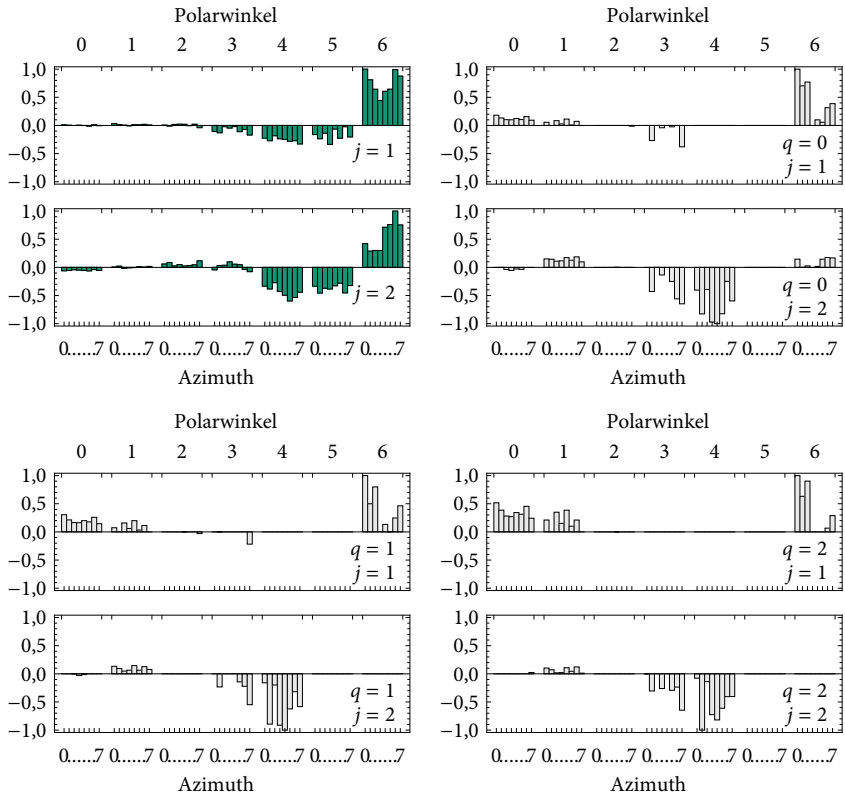 Polarwinkel
0 1 2 3 4 5 6
1,0
0,5
0,0
−0,5
−1,0
j = 1
1,0
0,5
0,0
−0,5
−1,0
j = 2
0.....7 0.....7 0.....7 0.....7 0.....7 0.....7 0.....7
Azimuth
Polarwinkel
0 1 2 3 4 5 6
1,0
0,5
0,0
−0,5
−1,0
q = 0
j = 1
1,0
0,5
0,0
−0,5
−1,0
q = 0
j = 2
0.....7 0.....7 0.....7 0.....7 0.....7 0.....7 0.....7
Azimuth
Polarwinkel
0 1 2 3 4 5 6
1,0
0,5
0,0
−0,5
−1,0
q = 1
j = 1
1,0
0,5
0,0
−0,5
−1,0
q = 1
j = 2
0.....7 0.....7 0.....7 0.....7 0.....7 0.....7 0.....7
Azimuth
Polarwinkel
0 1 2 3 4 5 6
1,0
0,5
0,0
−0,5
−1,0
q = 2
j = 1
1,0
0,5
0,0
−0,5
−1,0
q = 2
j = 2
0.....7 0.....7 0.....7 0.....7 0.....7 0.....7 0.....7
Azimuth